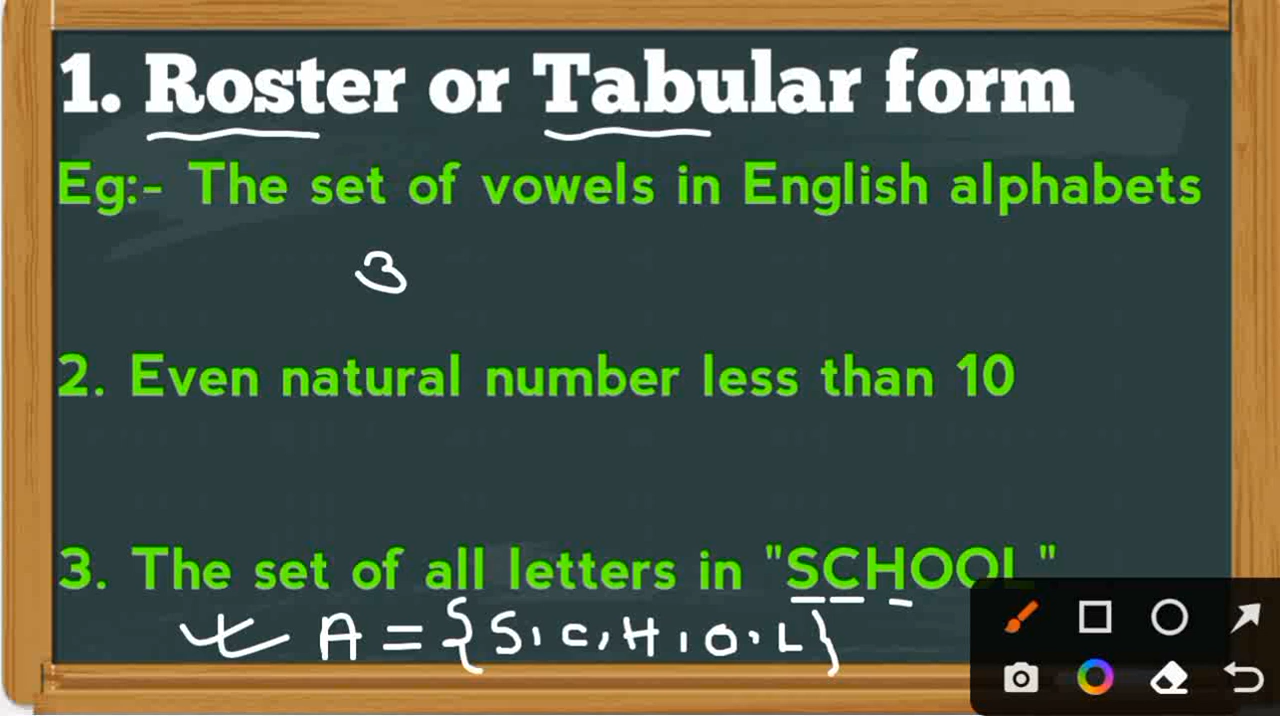 1. Roster or Tabular form
Eg:- The set of vowels in English alphabets
3
2. Even natural number less than 10
3. The set of all letters in "SCHOOL"
A = {S, C, H, O, L}